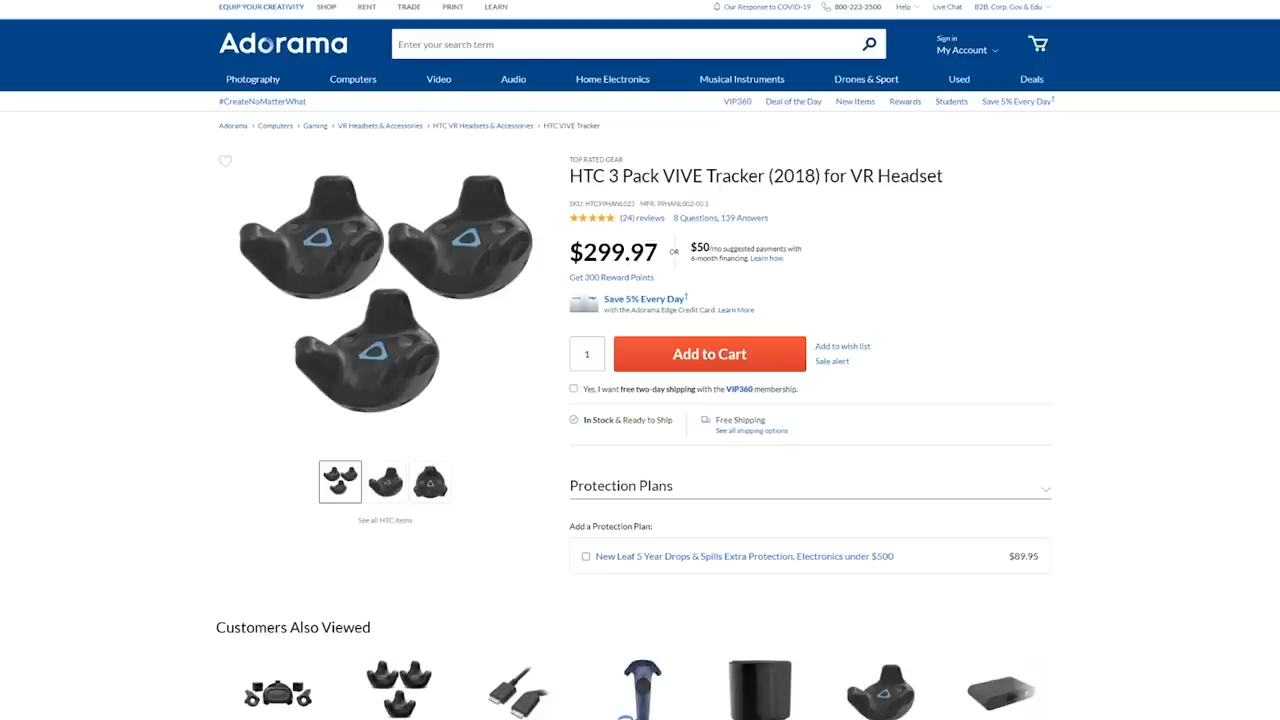 EQUIP YOUR CREATIVITY SHOP RENT TRADE PRINT LEARN Our Response to COVID-19 800-223-2500 Help Live Chat B2B, Corp, Gov & Edu
Adorama Enter your search term Sign in
My Account
Photography Computers Video Audio Home Electronics Musical Instruments Drones & Sport Used Deals
#CreateNoMatterWhat VIP360 Deal of the Day New Items Rewards Students Save 5% Every Day†
Adorama > Computers > Gaming > VR Headsets & Accessories > HTC VR Headsets & Accessories > HTC VIVE Tracker
TOP RATED GEAR
HTC 3 Pack VIVE Tracker (2018) for VR Headset
SKU: HTC99HANL023 MFR: 99HANL002-00 3
(24) reviews 8 Questions, 139 Answers
$299.97 OR $50/mo suggested payments with
6-month financing. Learn how.
Get 300 Reward Points
Save 5% Every Day†
with the Adorama Edge Credit Card. Learn More
1 Add to Cart Add to wish list
Sale alert
Yes, I want free two-day shipping with the VIP360 membership.
In Stock & Ready to Ship Free Shipping
See all shipping options
See all HTC items
Protection Plans
Add a Protection Plan:
New Leaf 5 Year Drops & Spills Extra Protection, Electronics under $500 $89.95
Customers Also Viewed